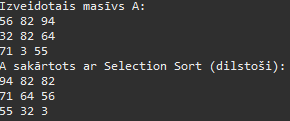 Izveidotais masīvs A:
56 82 94
32 82 64
71 3 55
A sakārtots ar Selection Sort (dilstoši):
94 82 82
71 64 56
55 32 3